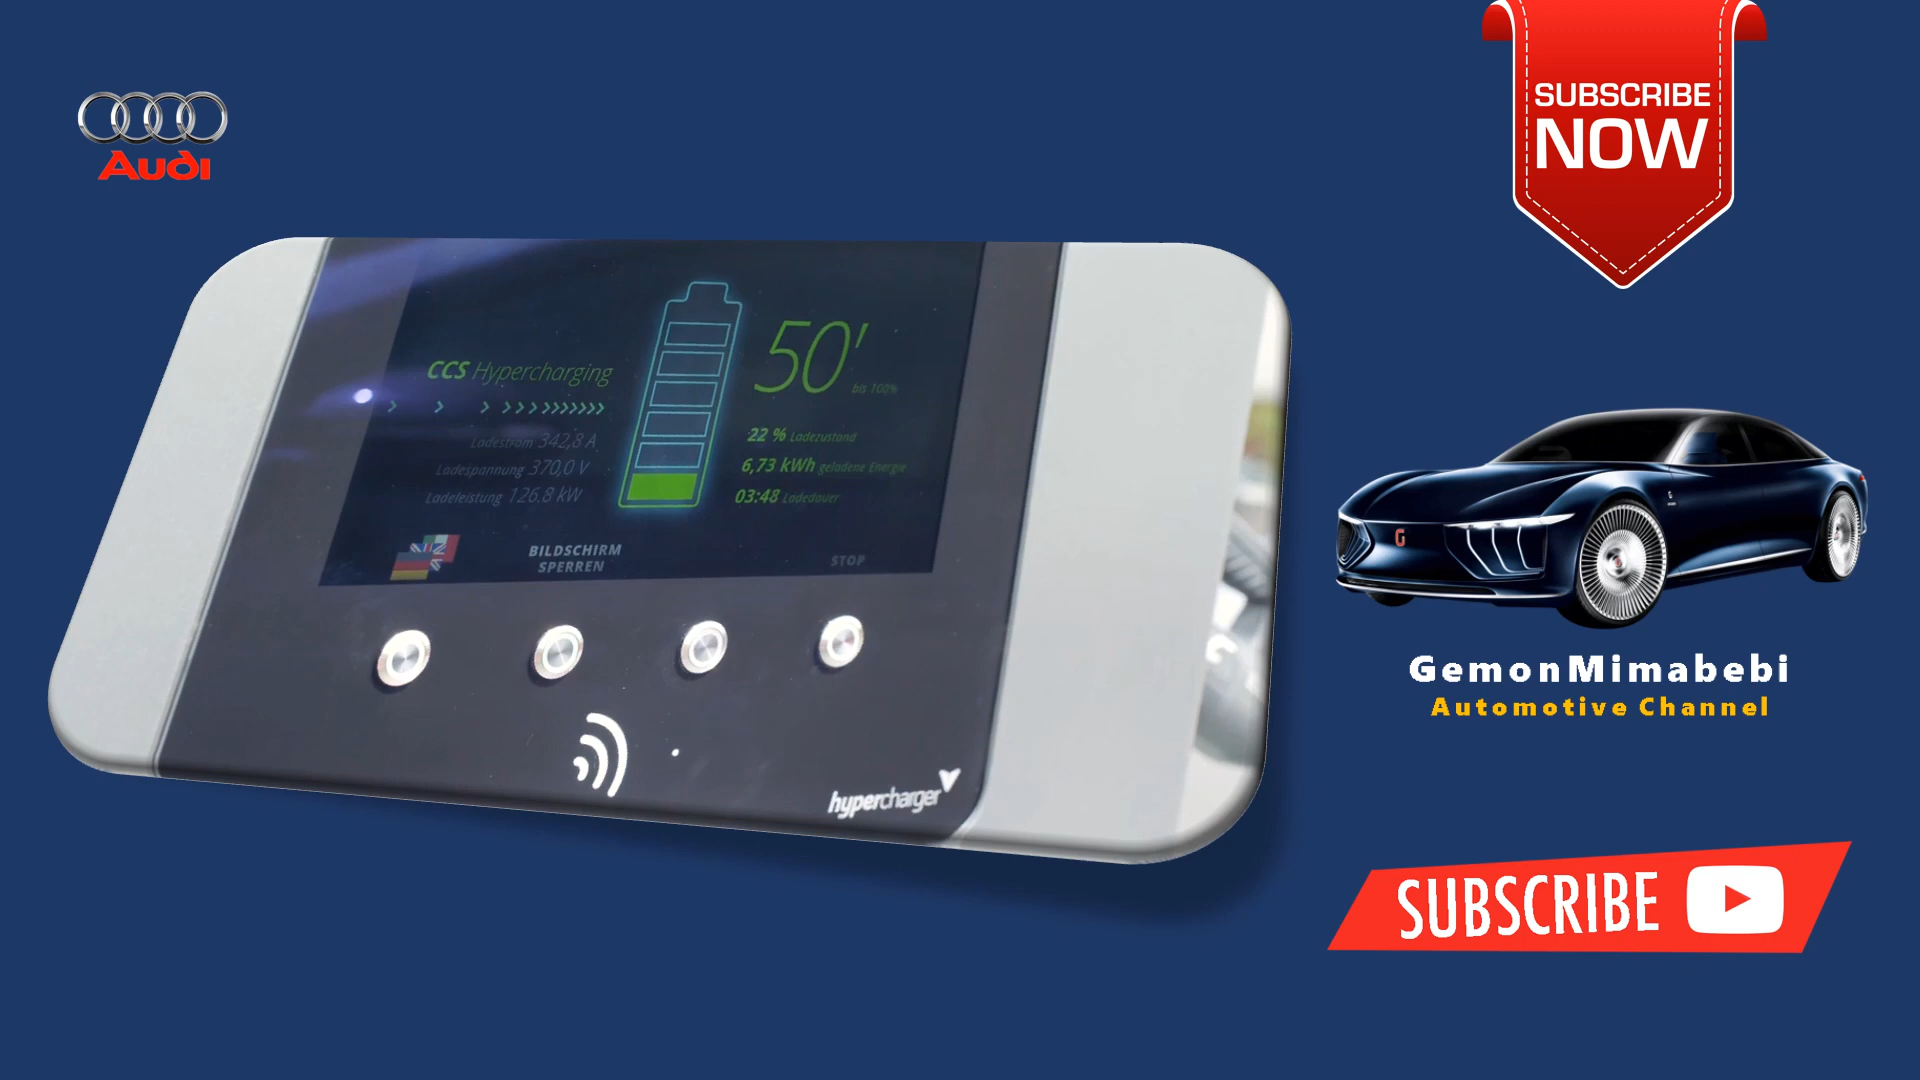 Audi
SUBSCRIBE
NOW
CCS Hypercharging
Ladestrom 342,8 A
Ladespannung 370,0 V
Ladeleistung 126,8 kW
50'
bis 100%
22 % Ladezustand
6,73 kWh geladene Energie
03:48 Ladedauer
BILDSCHIRM
SPERREN
STOP
hypercharger
G
GemonMimabebi
Automotive Channel
SUBSCRIBE